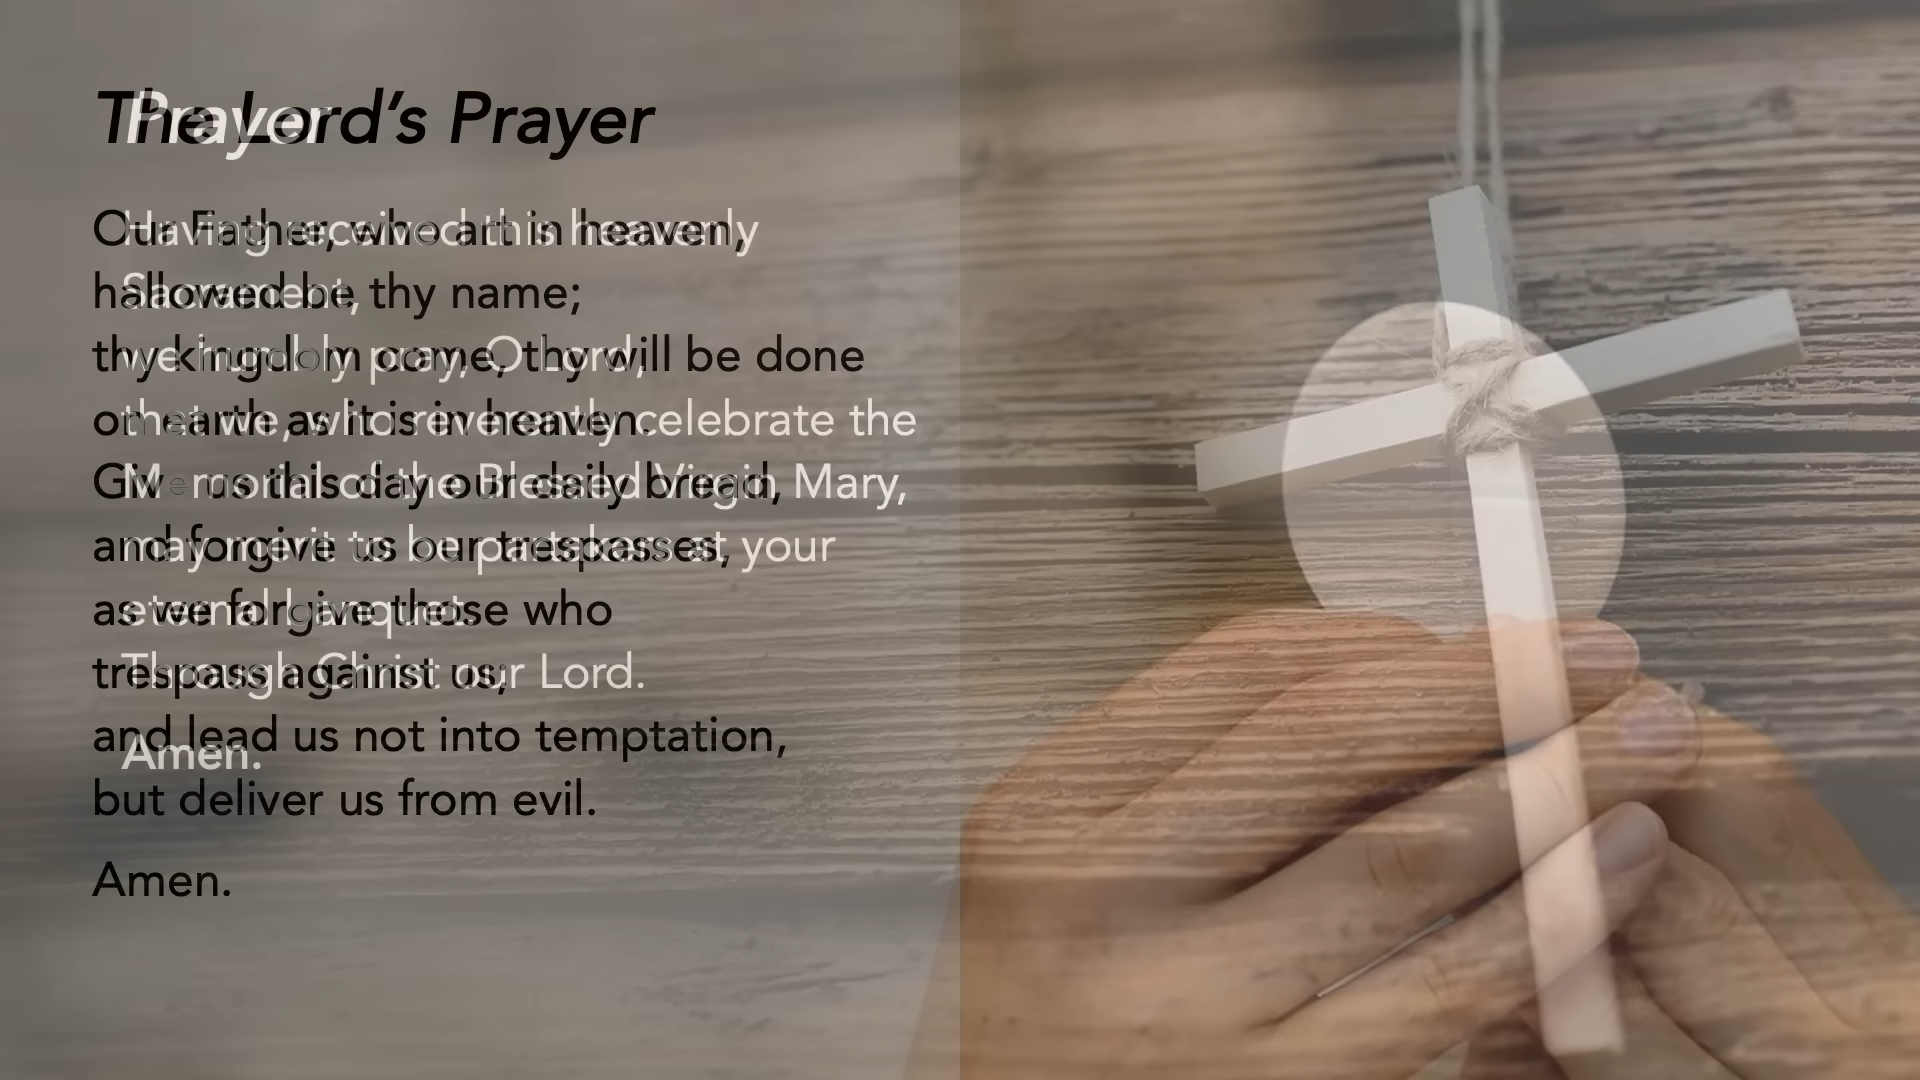 The Lord's Prayer
Our Father, who art in heaven,
hallowed be thy name;
thy kingdom come, thy will be done
on earth as it is in heaven.
Give us this day our daily bread,
and forgive us our trespasses,
as we forgive those who
trespass against us;
and lead us not into temptation,
but deliver us from evil.
Amen.
Prayer
Having received this heavenly
Sacrament,
we humbly pray, O Lord,
that we, who reverently celebrate the
Memorial of the Blessed Virgin Mary,
may merit to be partakers at your
eternal banquet.
Through Christ our Lord.
Amen.